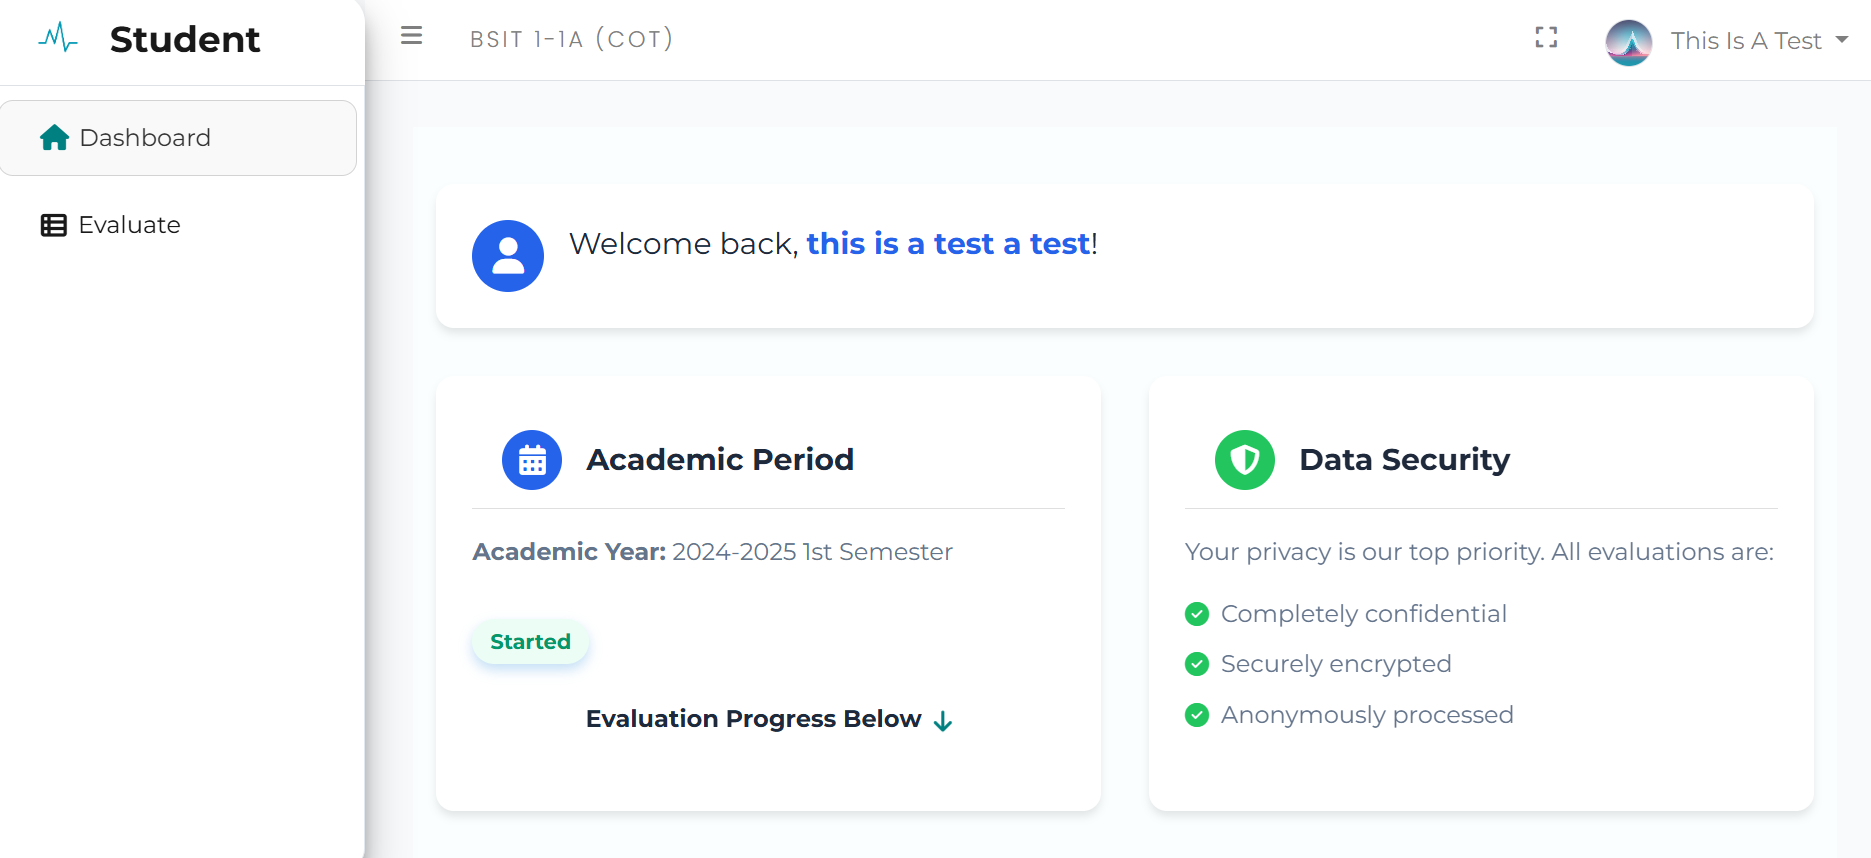 Student
BSIT 1-1A (COT)
This Is A Test
Dashboard
Evaluate
Welcome back, this is a test a test!
Academic Period
Academic Year: 2024-2025 1st Semester
Started
Evaluation Progress Below
Data Security
Your privacy is our top priority. All evaluations are:
Completely confidential
Securely encrypted
Anonymously processed